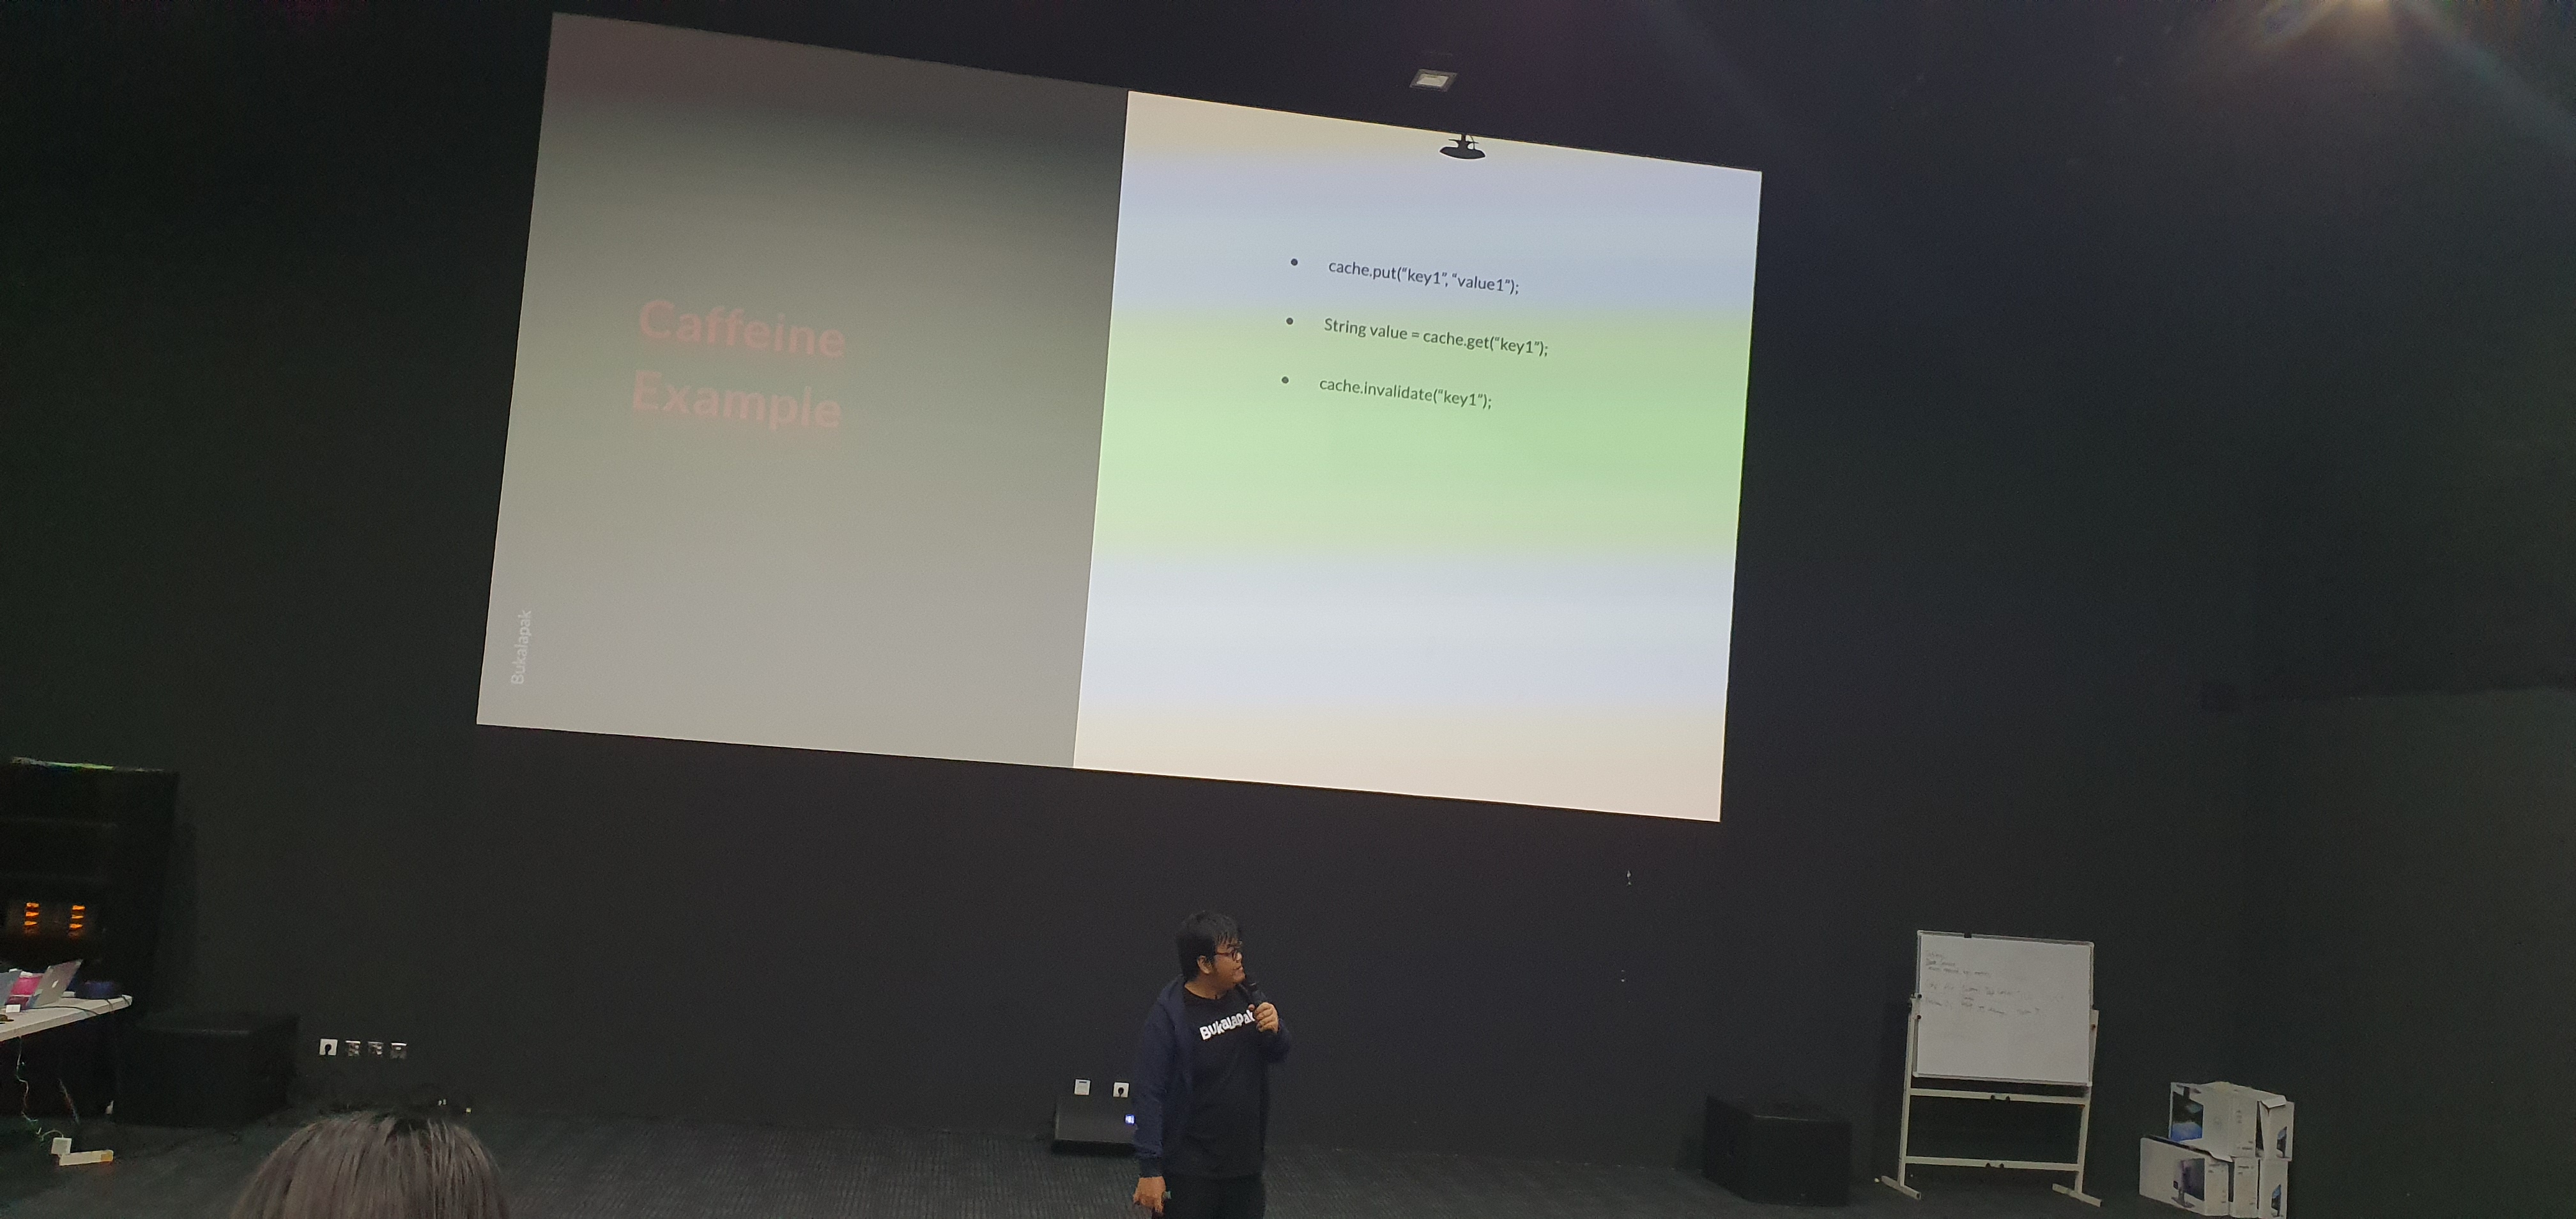 Caffeine
Example
Bukalapak
• cache.put(“key1”,“value1”);
• String value = cache.get(“key1”);
• cache.invalidate(“key1”);
Bukalapak